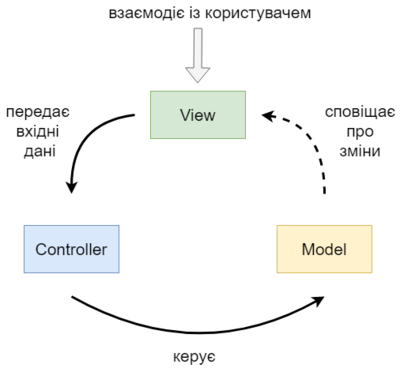 взаємодіє із користувачем
View
передає
вхідні
дані
сповіщає
про
зміни
Controller
Model
керує